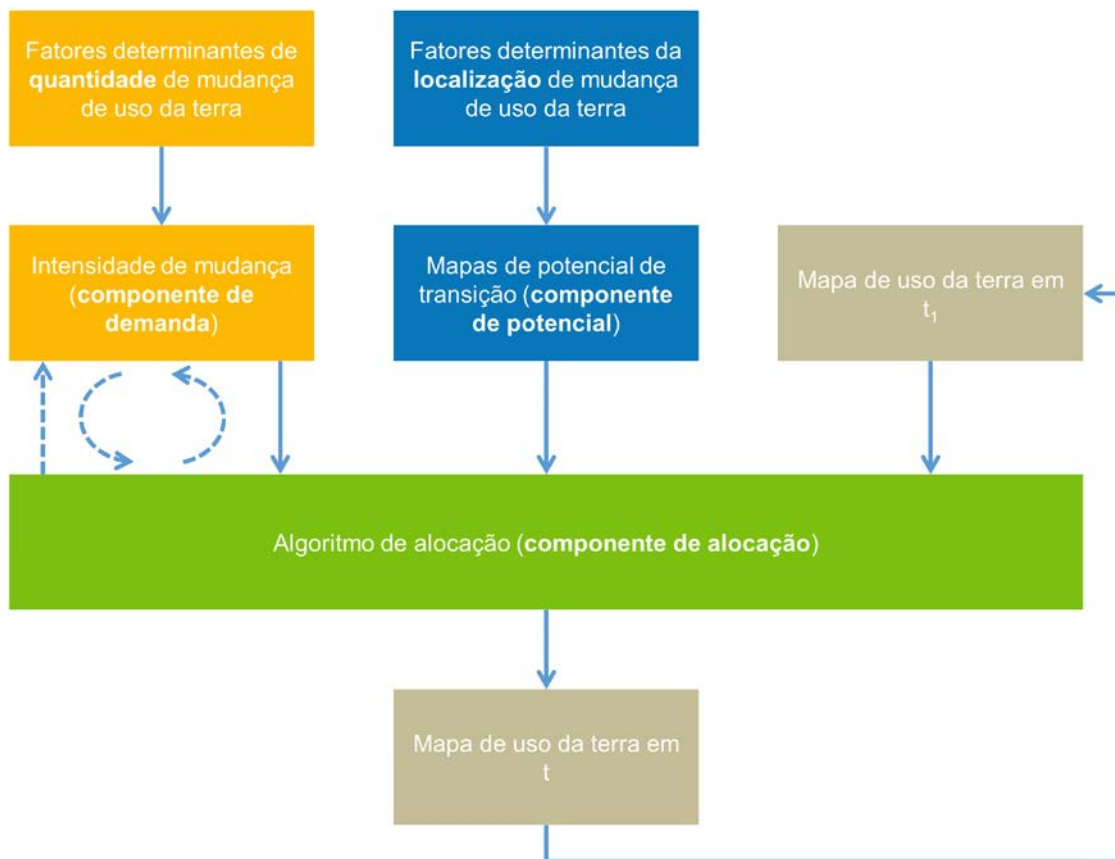 Fatores determinantes de
quantidade de mudança
de uso da terra
Fatores determinantes da
localização de mudança
de uso da terra
Intensidade de mudança
(componente de
demanda)
Mapas de potencial de
transição (componente
de potencial)
Mapa de uso da terra em
t₁
Algoritmo de alocação (componente de alocação)
Mapa de uso da terra em
t